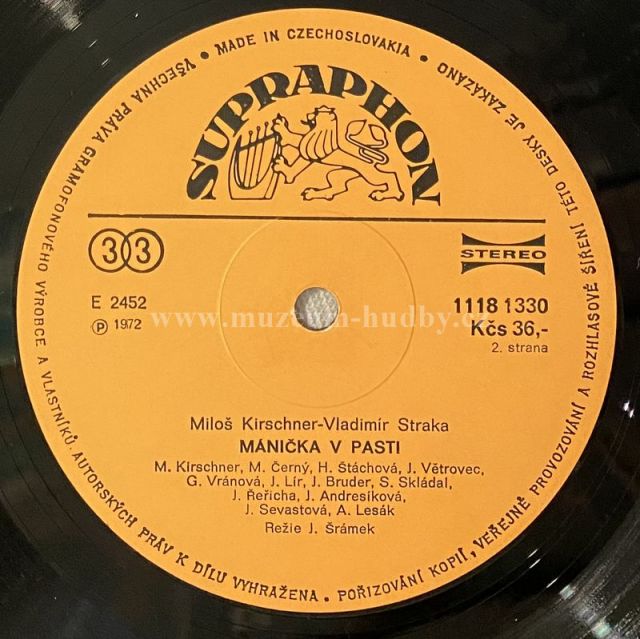 VŠECHNA PRÁVA GRAMOFONOVÉHO VÝROBCE A VLASTNÍKŮ AUTORSKÝCH PRÁV K DÍLU VYHRAŽENA • POŘIZOVÁNÍ KOPIÍ, VEŘEJNÉ PROVOZOVÁNÍ A ROZHLASOVÉ ŠÍŘENÍ TÉTO DESKY JE ZAKÁZÁNO • MADE IN CZECHOSLOVAKIA •
SUPRAPHON
33
STEREO
E 2452
1118 1330
℗ 1972
www.muzeum-hudby.cz
Kčs 36,-
2. strana
Miloš Kirschner-Vladimír Straka
MÁNIČKA V PASTI
M. Kirschner, M. Černý, H. Štáchová, J. Větrovec,
G. Vránová, J. Lír, J. Bruder, S. Skládal,
J. Řeřicha, J. Andresíková,
J. Sevastová, A. Lesák
Režie J. Šrámek